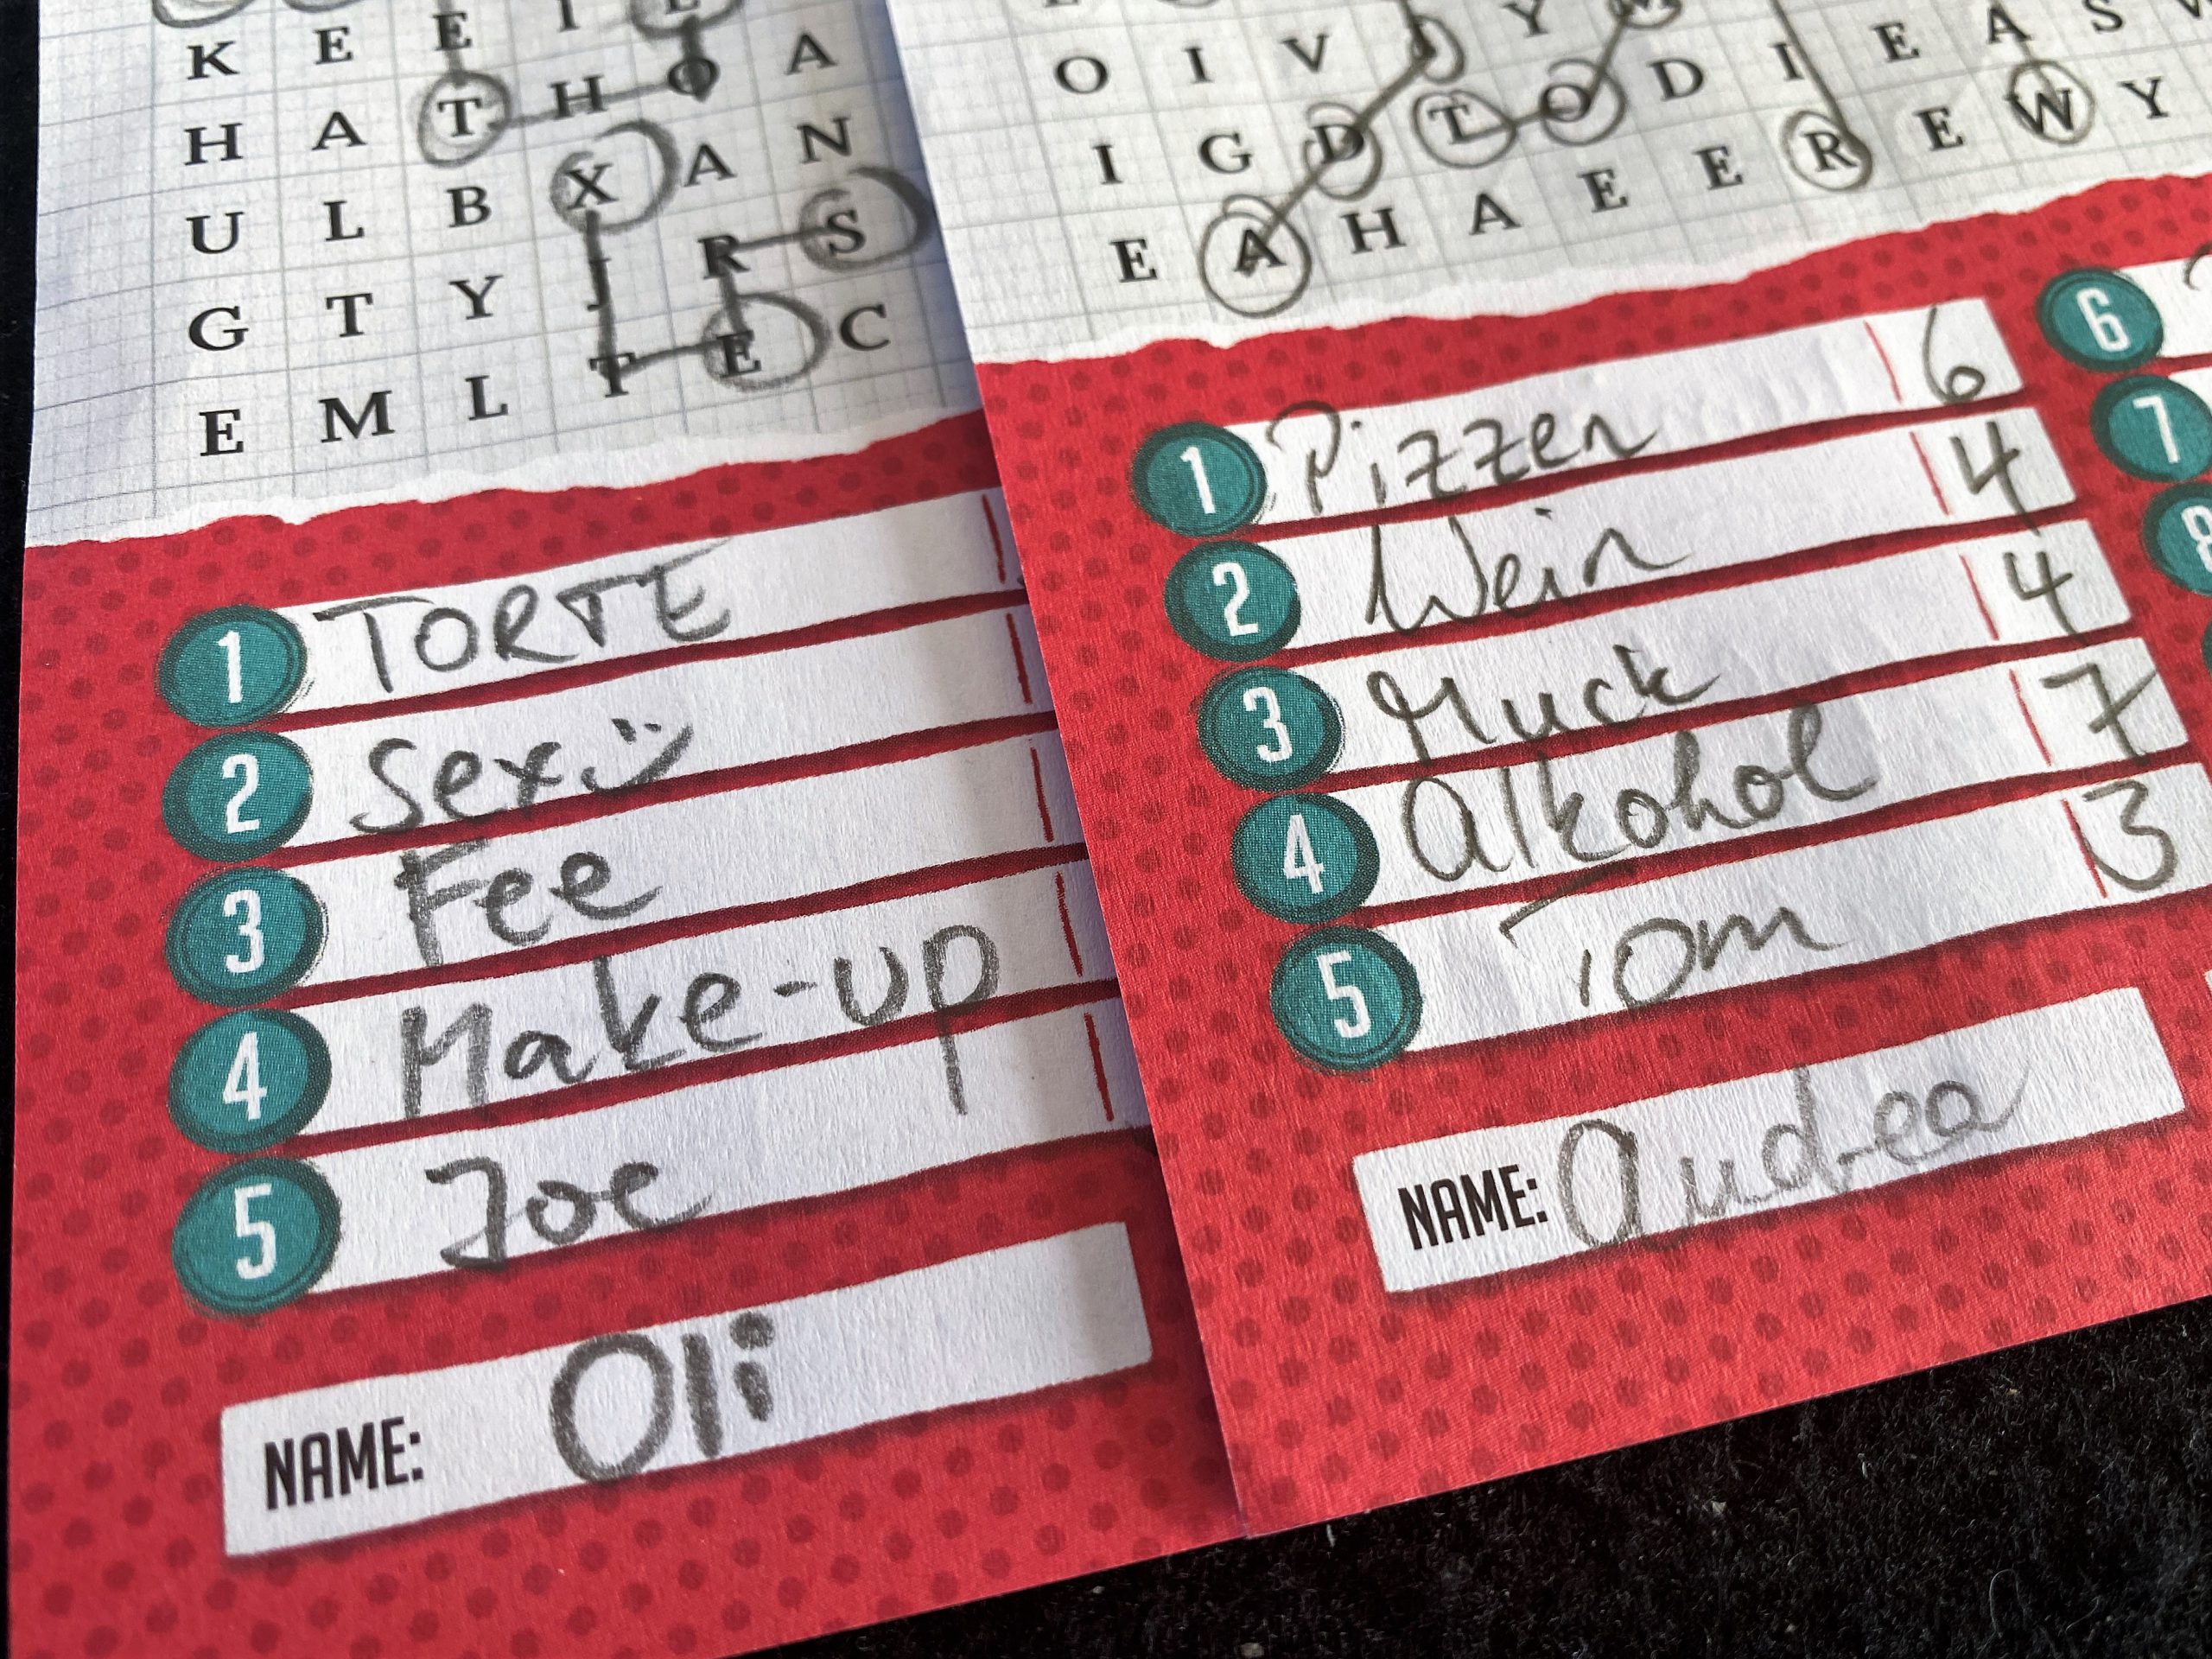 K E E I E
H A T H O A
U L B X A N
G T Y J R S
E M L T E C
1 TORTE
2 Sex :)
3 Fee
4 Make-up
5 Joe
NAME: Oli
O I V I Y M
I G D T O D I E A S
E A H A E E R E W Y
1 Pizzen 6
2 Wein 4
3 Muck 4
4 Alkohol 7
5 Tom 3
NAME: Andrea
6
7
8